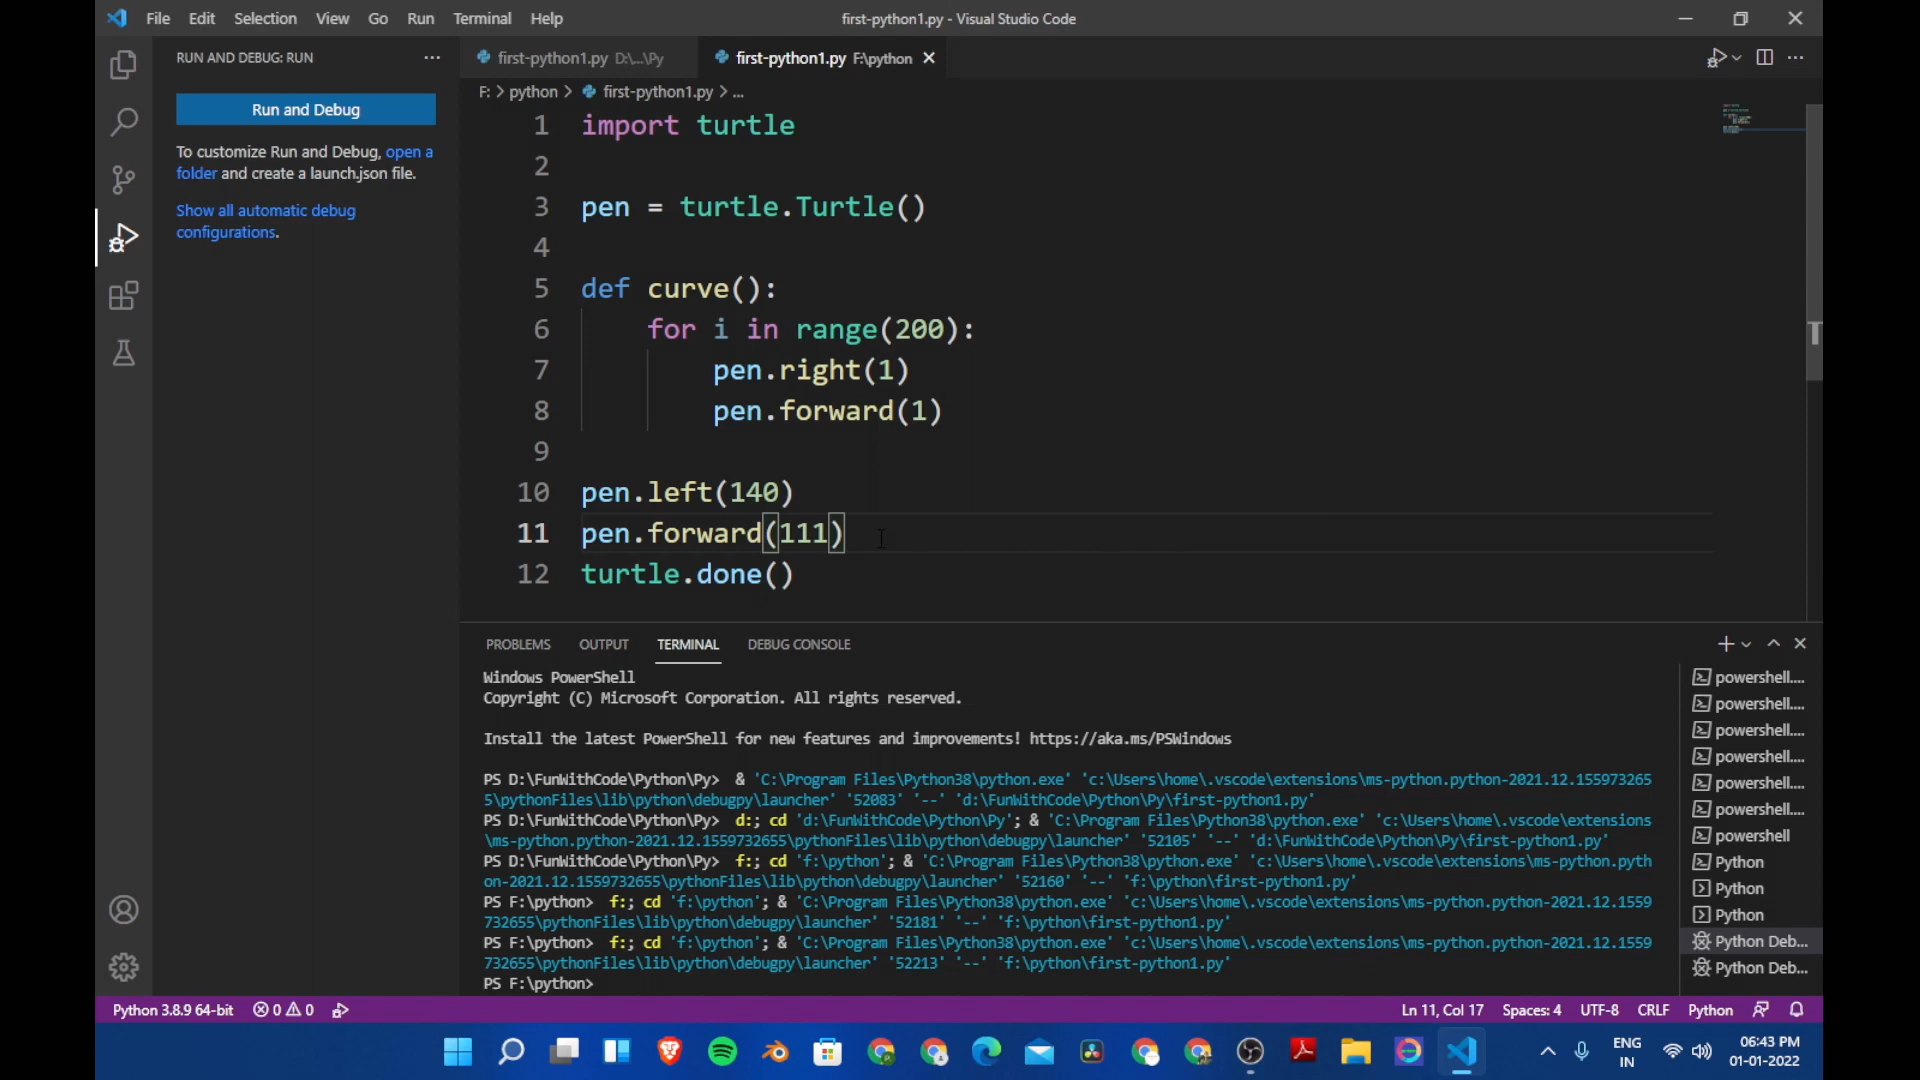 File Edit Selection View Go Run Terminal Help
first-python1.py - Visual Studio Code
RUN AND DEBUG: RUN
Run and Debug
To customize Run and Debug, open a
folder and create a launch.json file.
Show all automatic debug
configurations.
first-python1.py D:\...\Py
first-python1.py F:\python
F: > python > first-python1.py > ...
1 import turtle
2
3 pen = turtle.Turtle()
4
5 def curve():
6 for i in range(200):
7 pen.right(1)
8 pen.forward(1)
9
10 pen.left(140)
11 pen.forward(111)
12 turtle.done()
PROBLEMS OUTPUT TERMINAL DEBUG CONSOLE
Windows PowerShell
Copyright (C) Microsoft Corporation. All rights reserved.
Install the latest PowerShell for new features and improvements! https://aka.ms/PSWindows
PS D:\FunWithCode\Python\Py> & 'C:\Program Files\Python38\python.exe' 'c:\Users\home\.vscode\extensions\ms-python.python-2021.12.155973265
5\pythonFiles\lib\python\debugpy\launcher' '52083' '--' 'd:\FunWithCode\Python\Py\first-python1.py'
PS D:\FunWithCode\Python\Py> d:; cd 'd:\FunWithCode\Python\Py'; & 'C:\Program Files\Python38\python.exe' 'c:\Users\home\.vscode\extensions
\ms-python.python-2021.12.1559732655\pythonFiles\lib\python\debugpy\launcher' '52105' '--' 'd:\FunWithCode\Python\Py\first-python1.py'
PS D:\FunWithCode\Python\Py> f:; cd 'f:\python'; & 'C:\Program Files\Python38\python.exe' 'c:\Users\home\.vscode\extensions\ms-python.pyth
on-2021.12.1559732655\pythonFiles\lib\python\debugpy\launcher' '52160' '--' 'f:\python\first-python1.py'
PS F:\python> f:; cd 'f:\python'; & 'C:\Program Files\Python38\python.exe' 'c:\Users\home\.vscode\extensions\ms-python.python-2021.12.1559
732655\pythonFiles\lib\python\debugpy\launcher' '52181' '--' 'f:\python\first-python1.py'
PS F:\python> f:; cd 'f:\python'; & 'C:\Program Files\Python38\python.exe' 'c:\Users\home\.vscode\extensions\ms-python.python-2021.12.1559
732655\pythonFiles\lib\python\debugpy\launcher' '52213' '--' 'f:\python\first-python1.py'
PS F:\python>
powershell....
powershell....
powershell....
powershell....
powershell....
powershell....
powershell
Python
Python
Python
Python Deb...
Python Deb...
Python 3.8.9 64-bit 0 0
Ln 11, Col 17 Spaces: 4 UTF-8 CRLF Python
ENG
IN
06:43 PM
01-01-2022